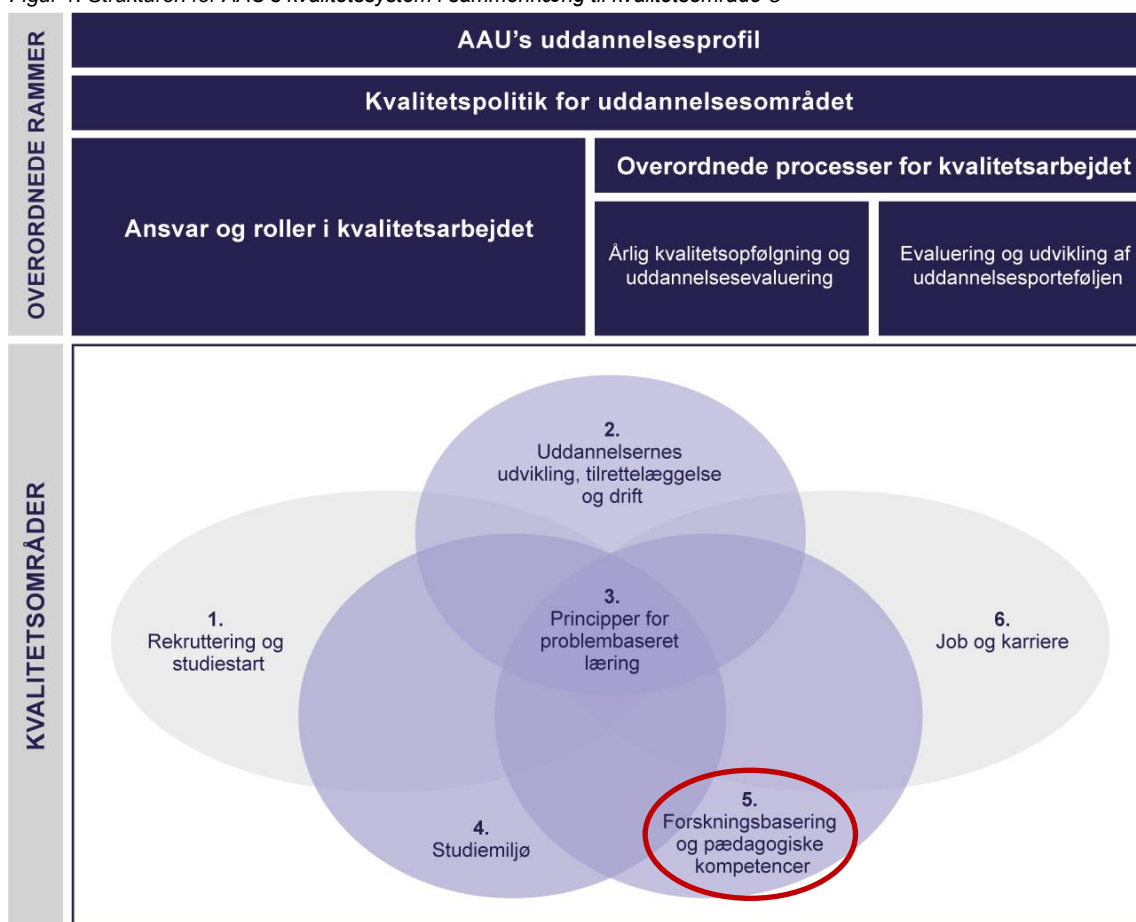 OVERORDNEDE RAMMER
AAU's uddannelsesprofil
Kvalitetspolitik for uddannelsesområdet
Ansvar og roller i kvalitetsarbejdet
Overordnede processer for kvalitetsarbejdet
Årlig kvalitetsopfølgning og
uddannelsesevaluering
Evaluering og udvikling af
uddannelsesporteføljen
KVALITETSOMRÅDER
1.
Rekruttering og
studiestart
2.
Uddannelsernes
udvikling, tilrettelæggelse
og drift
3.
Principper for
problembaseret
læring
4.
Studiemiljø
5.
Forskningsbasering
og pædagogiske
kompetencer
6.
Job og karriere